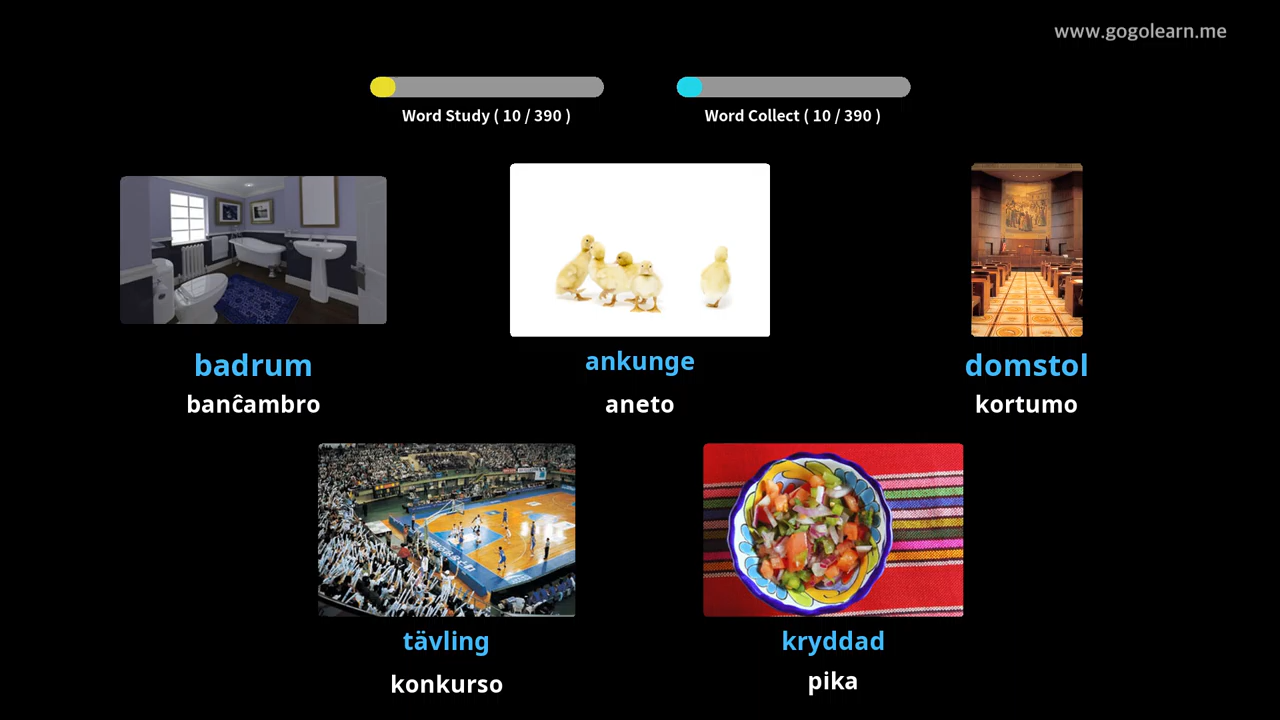 www.gogolearn.me
Word Study ( 10 / 390 )
Word Collect ( 10 / 390 )
badrum
banĉambro
ankunge
aneto
domstol
kortumo
tävling
konkurso
kryddad
pika